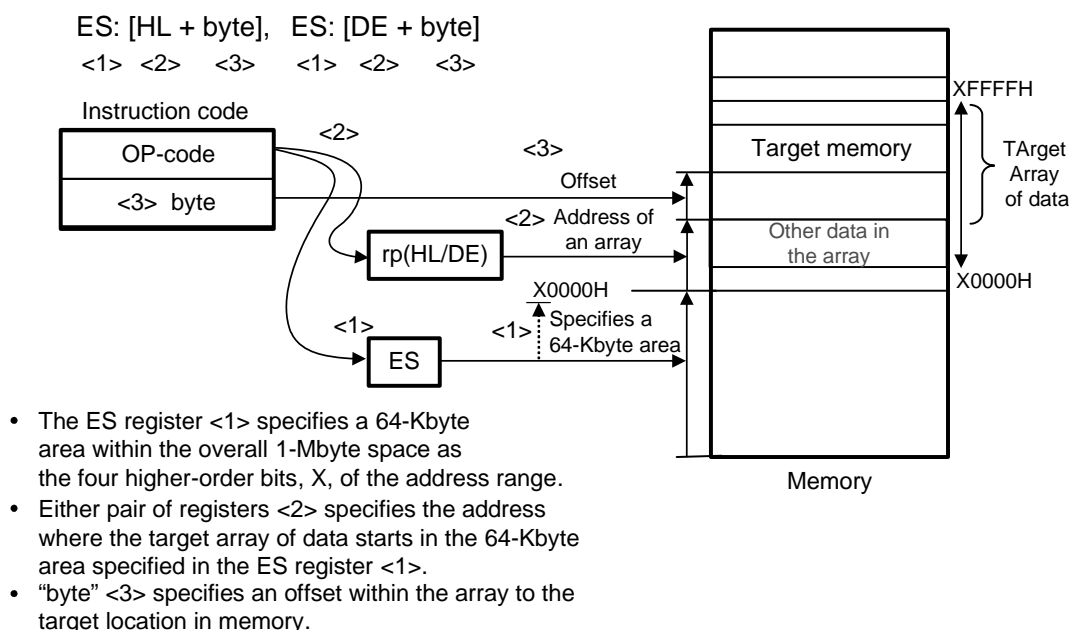 ES: [HL + byte], ES: [DE + byte]
<1> <2> <3> <1> <2> <3>
Instruction code
OP-code
<3> byte
<2>
<3>
Offset
<2> Address of
an array
rp(HL/DE)
X0000H
<1>
<1>
Specifies a
64-Kbyte area
ES
XFFFFH
Target memory
TArget
Array
of data
Other data in
the array
X0000H
Memory
• The ES register <1> specifies a 64-Kbyte
area within the overall 1-Mbyte space as
the four higher-order bits, X, of the address range.
• Either pair of registers <2> specifies the address
where the target array of data starts in the 64-Kbyte
area specified in the ES register <1>.
• “byte” <3> specifies an offset within the array to the
target location in memory.